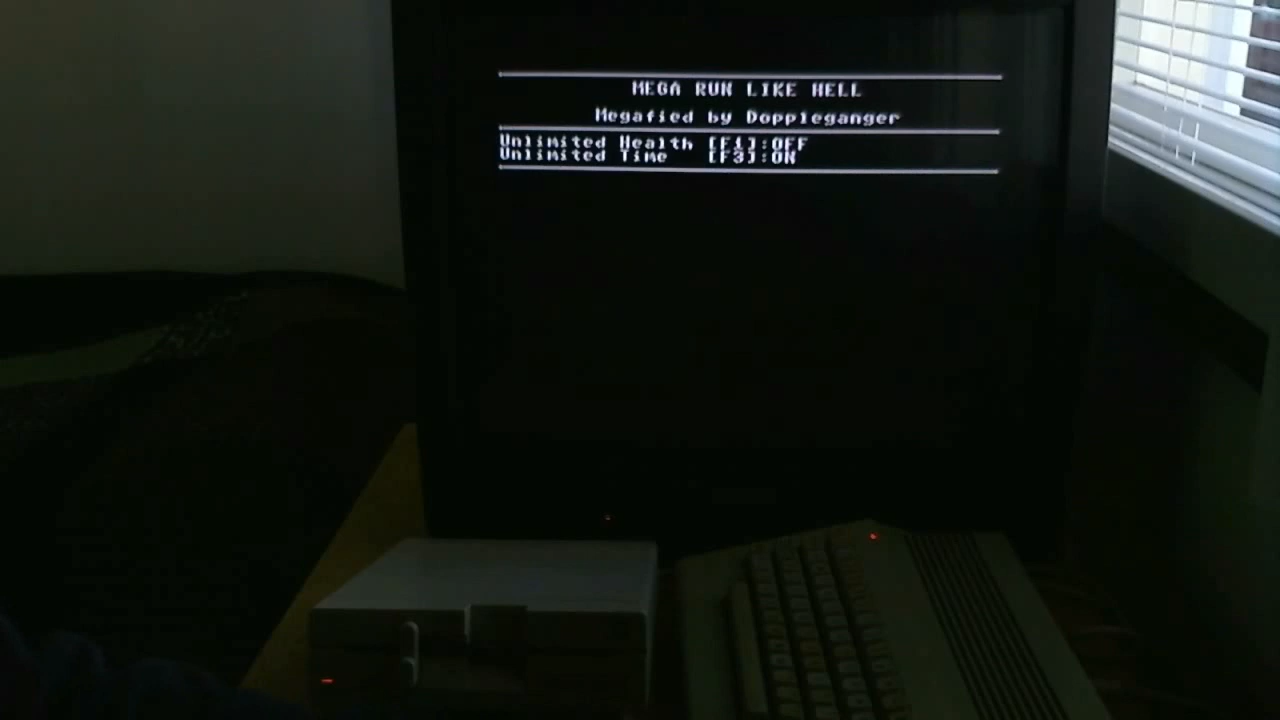 MEGA RUN LIKE HELL
Megafied by Doppleganger
Unlimited Health [F1]:OFF
Unlimited Time [F3]:ON